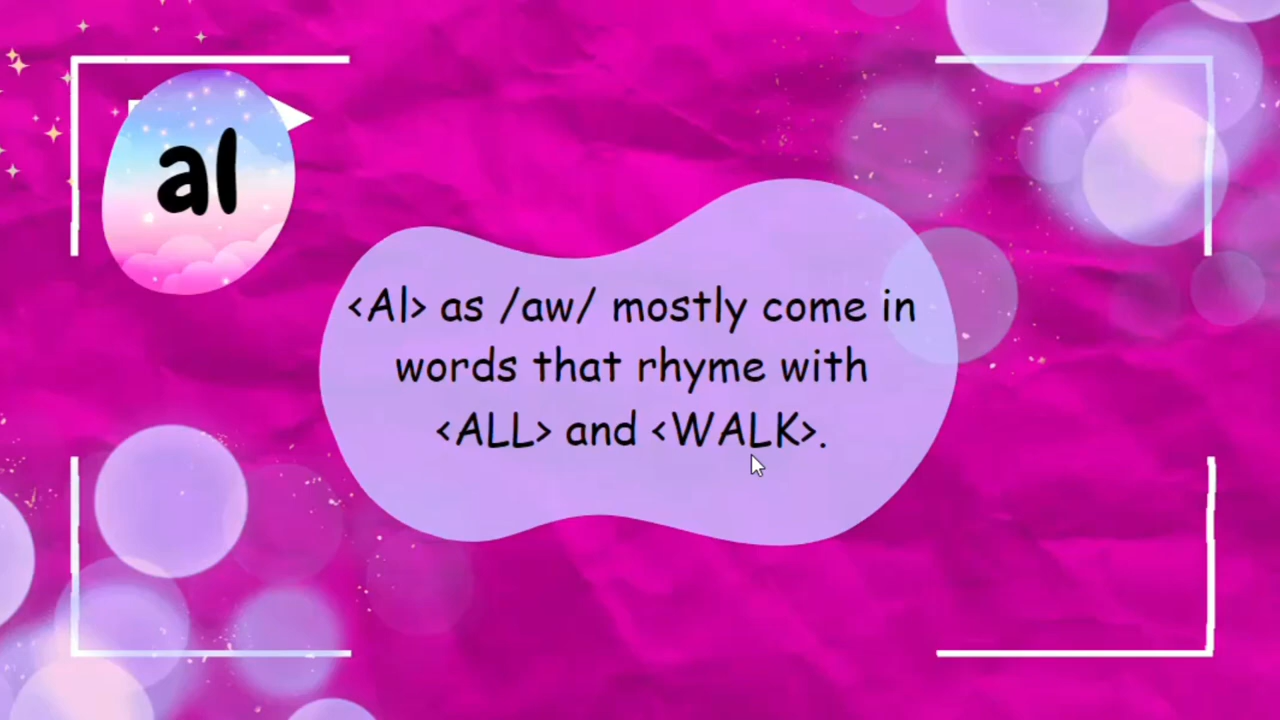 al
<Al> as /aw/ mostly come in
words that rhyme with
<ALL> and <WALK>.